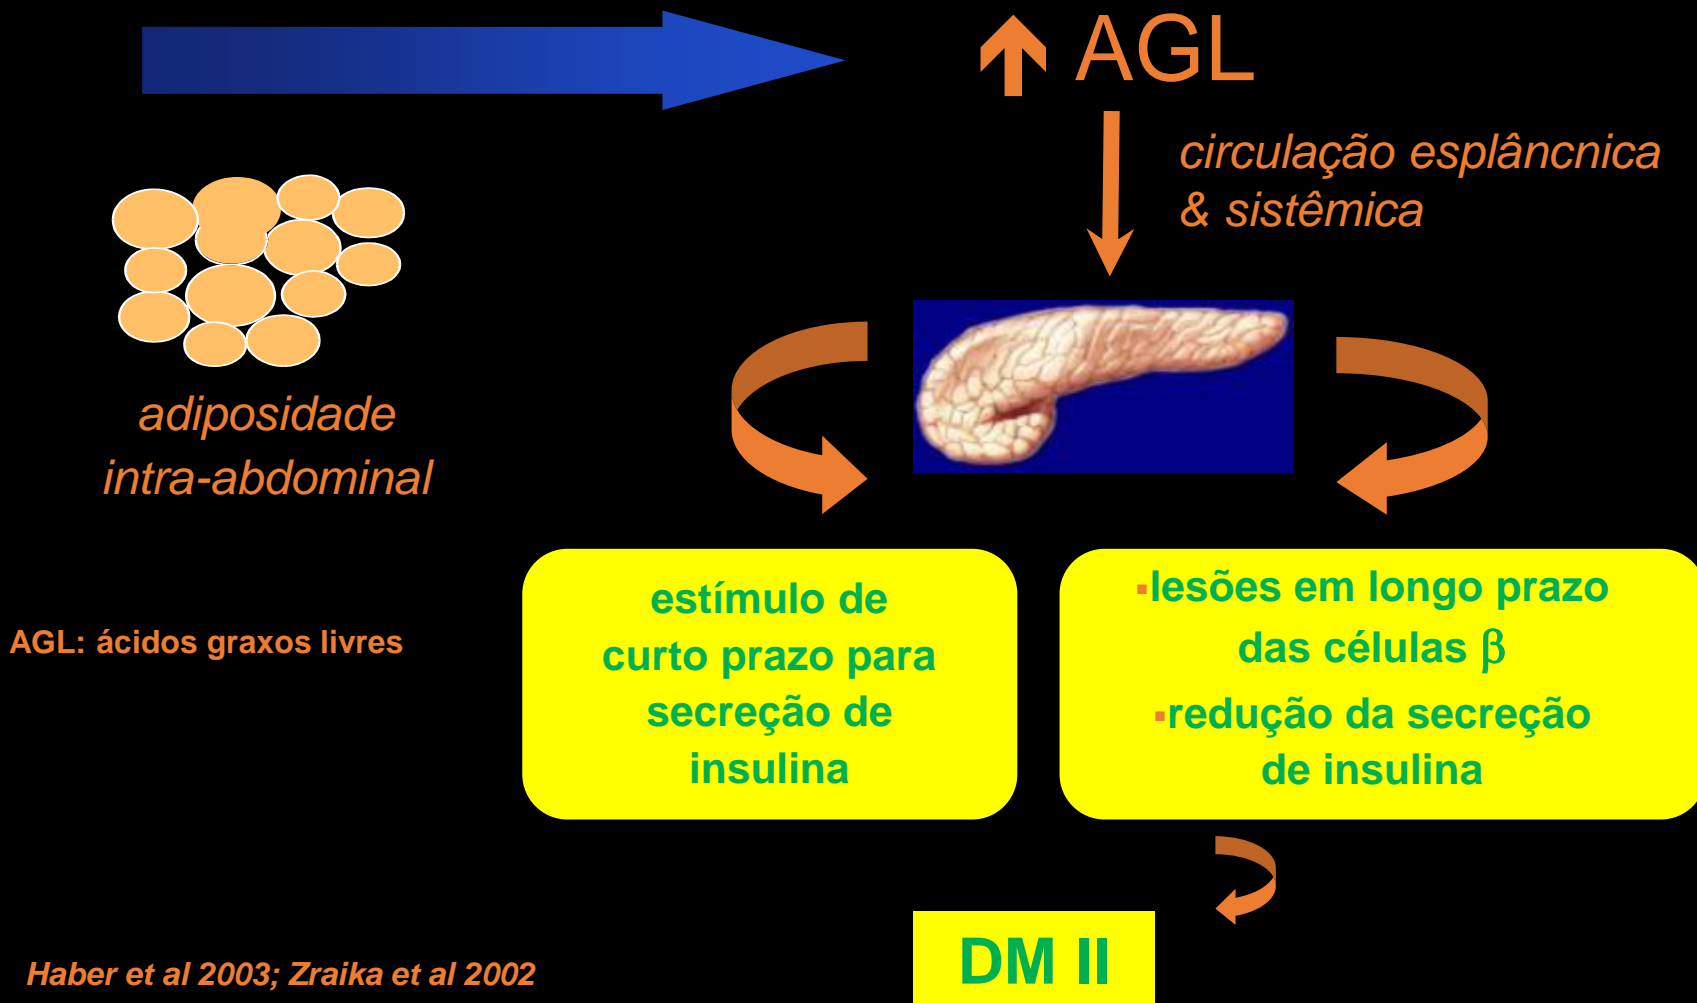 AGL
circulação esplâncnica
& sistêmica
adiposidade
intra-abdominal
AGL: ácidos graxos livres
estímulo de
curto prazo para
secreção de
insulina
▪lesões em longo prazo
das células β
▪redução da secreção
de insulina
DM II
Haber et al 2003; Zraika et al 2002